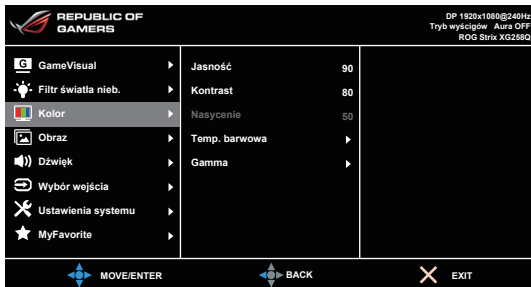 REPUBLIC OF
GAMERS
DP 1920x1080@240Hz
Tryb wyścigów Aura OFF
ROG Strix XG258Q
G GameVisual
Filtr światła nieb.
Kolor
Obraz
Dźwięk
Wybór wejścia
Ustawienia systemu
MyFavorite
Jasność 90
Kontrast 80
Nasycenie 50
Temp. barwowa
Gamma
MOVE/ENTER BACK EXIT